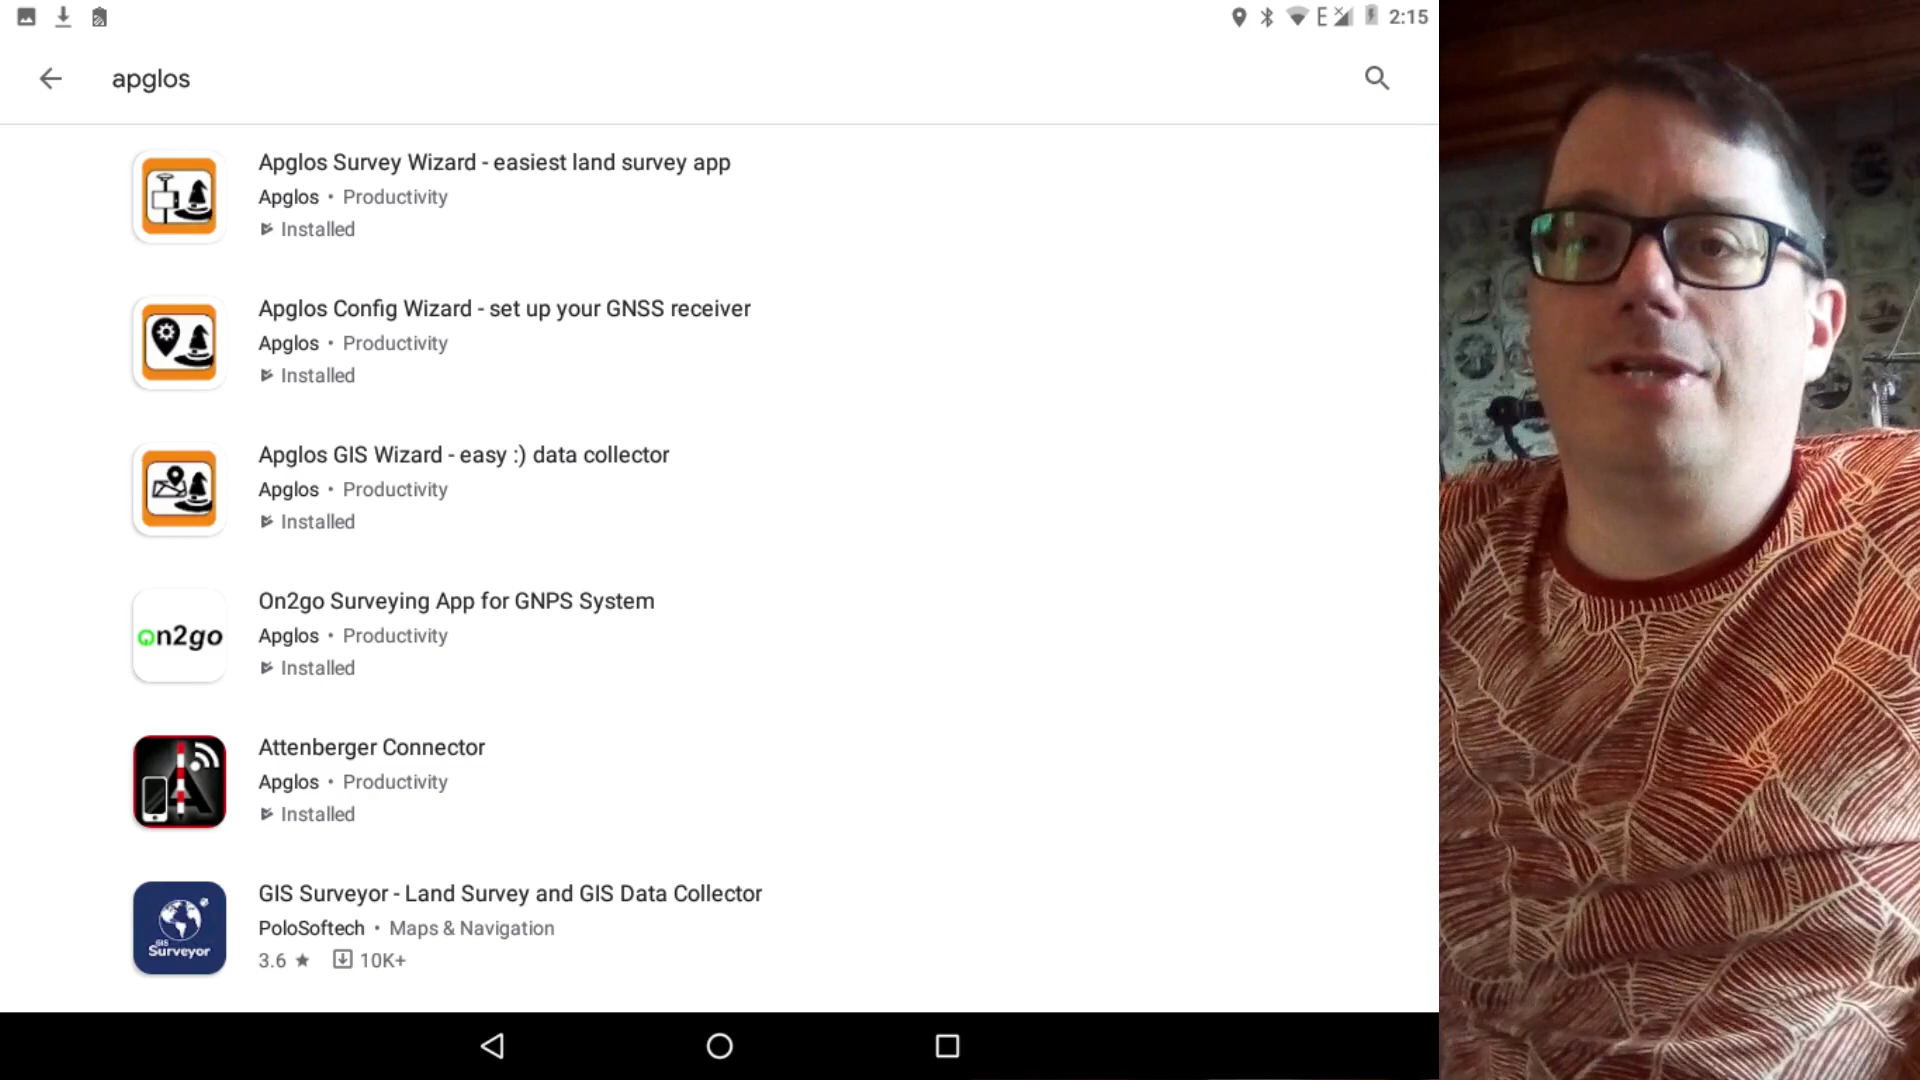 E 2:15
apglos
Apglos Survey Wizard - easiest land survey app
Apglos • Productivity
Installed
Apglos Config Wizard - set up your GNSS receiver
Apglos • Productivity
Installed
Apglos GIS Wizard - easy :) data collector
Apglos • Productivity
Installed
on2go
On2go Surveying App for GNPS System
Apglos • Productivity
Installed
Attenberger Connector
Apglos • Productivity
Installed
GIS
Surveyor
GIS Surveyor - Land Survey and GIS Data Collector
PoloSoftech • Maps & Navigation
3.6 ★ 10K+